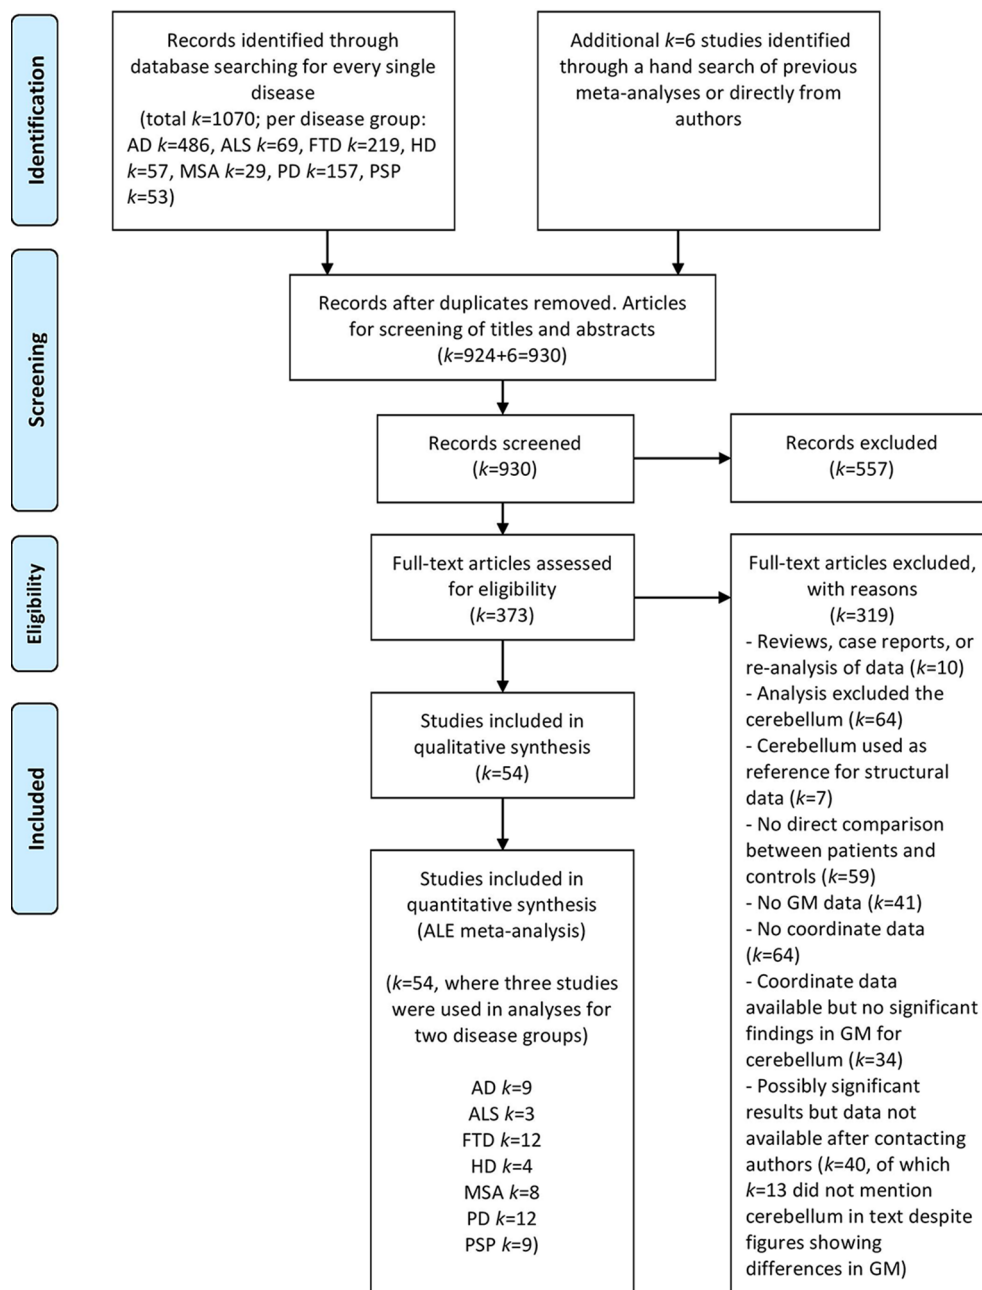 Identification
Records identified through
database searching for every single
disease
(total k=1070; per disease group:
AD k=486, ALS k=69, FTD k=219, HD
k=57, MSA k=29, PD k=157, PSP
k=53)
Additional k=6 studies identified
through a hand search of previous
meta-analyses or directly from
authors
Screening
Records after duplicates removed. Articles
for screening of titles and abstracts
(k=924+6=930)
Records screened
(k=930)
Records excluded
(k=557)
Eligibility
Full-text articles assessed
for eligibility
(k=373)
Full-text articles excluded,
with reasons
(k=319)
- Reviews, case reports, or
re-analysis of data (k=10)
- Analysis excluded the
cerebellum (k=64)
- Cerebellum used as
reference for structural
data (k=7)
- No direct comparison
between patients and
controls (k=59)
- No GM data (k=41)
- No coordinate data
(k=64)
- Coordinate data
available but no significant
findings in GM for
cerebellum (k=34)
- Possibly significant
results but data not
available after contacting
authors (k=40, of which
k=13 did not mention
cerebellum in text despite
figures showing
differences in GM)
Included
Studies included in
qualitative synthesis
(k=54)
Studies included in
quantitative synthesis
(ALE meta-analysis)
(k=54, where three studies
were used in analyses for
two disease groups)
AD k=9
ALS k=3
FTD k=12
HD k=4
MSA k=8
PD k=12
PSP k=9)